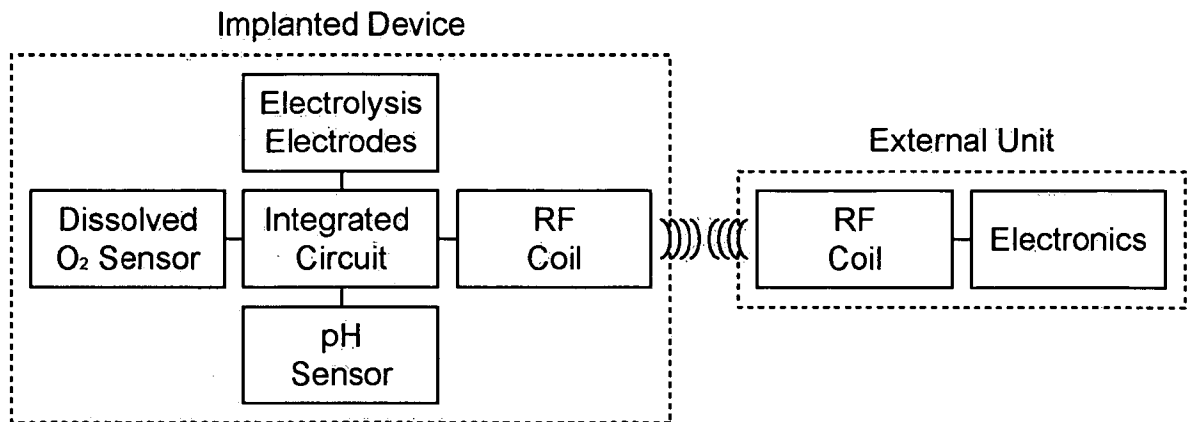 Implanted Device
Electrolysis
Electrodes
External Unit
Dissolved
O₂ Sensor
Integrated
Circuit
RF
Coil
RF
Coil
Electronics
pH
Sensor